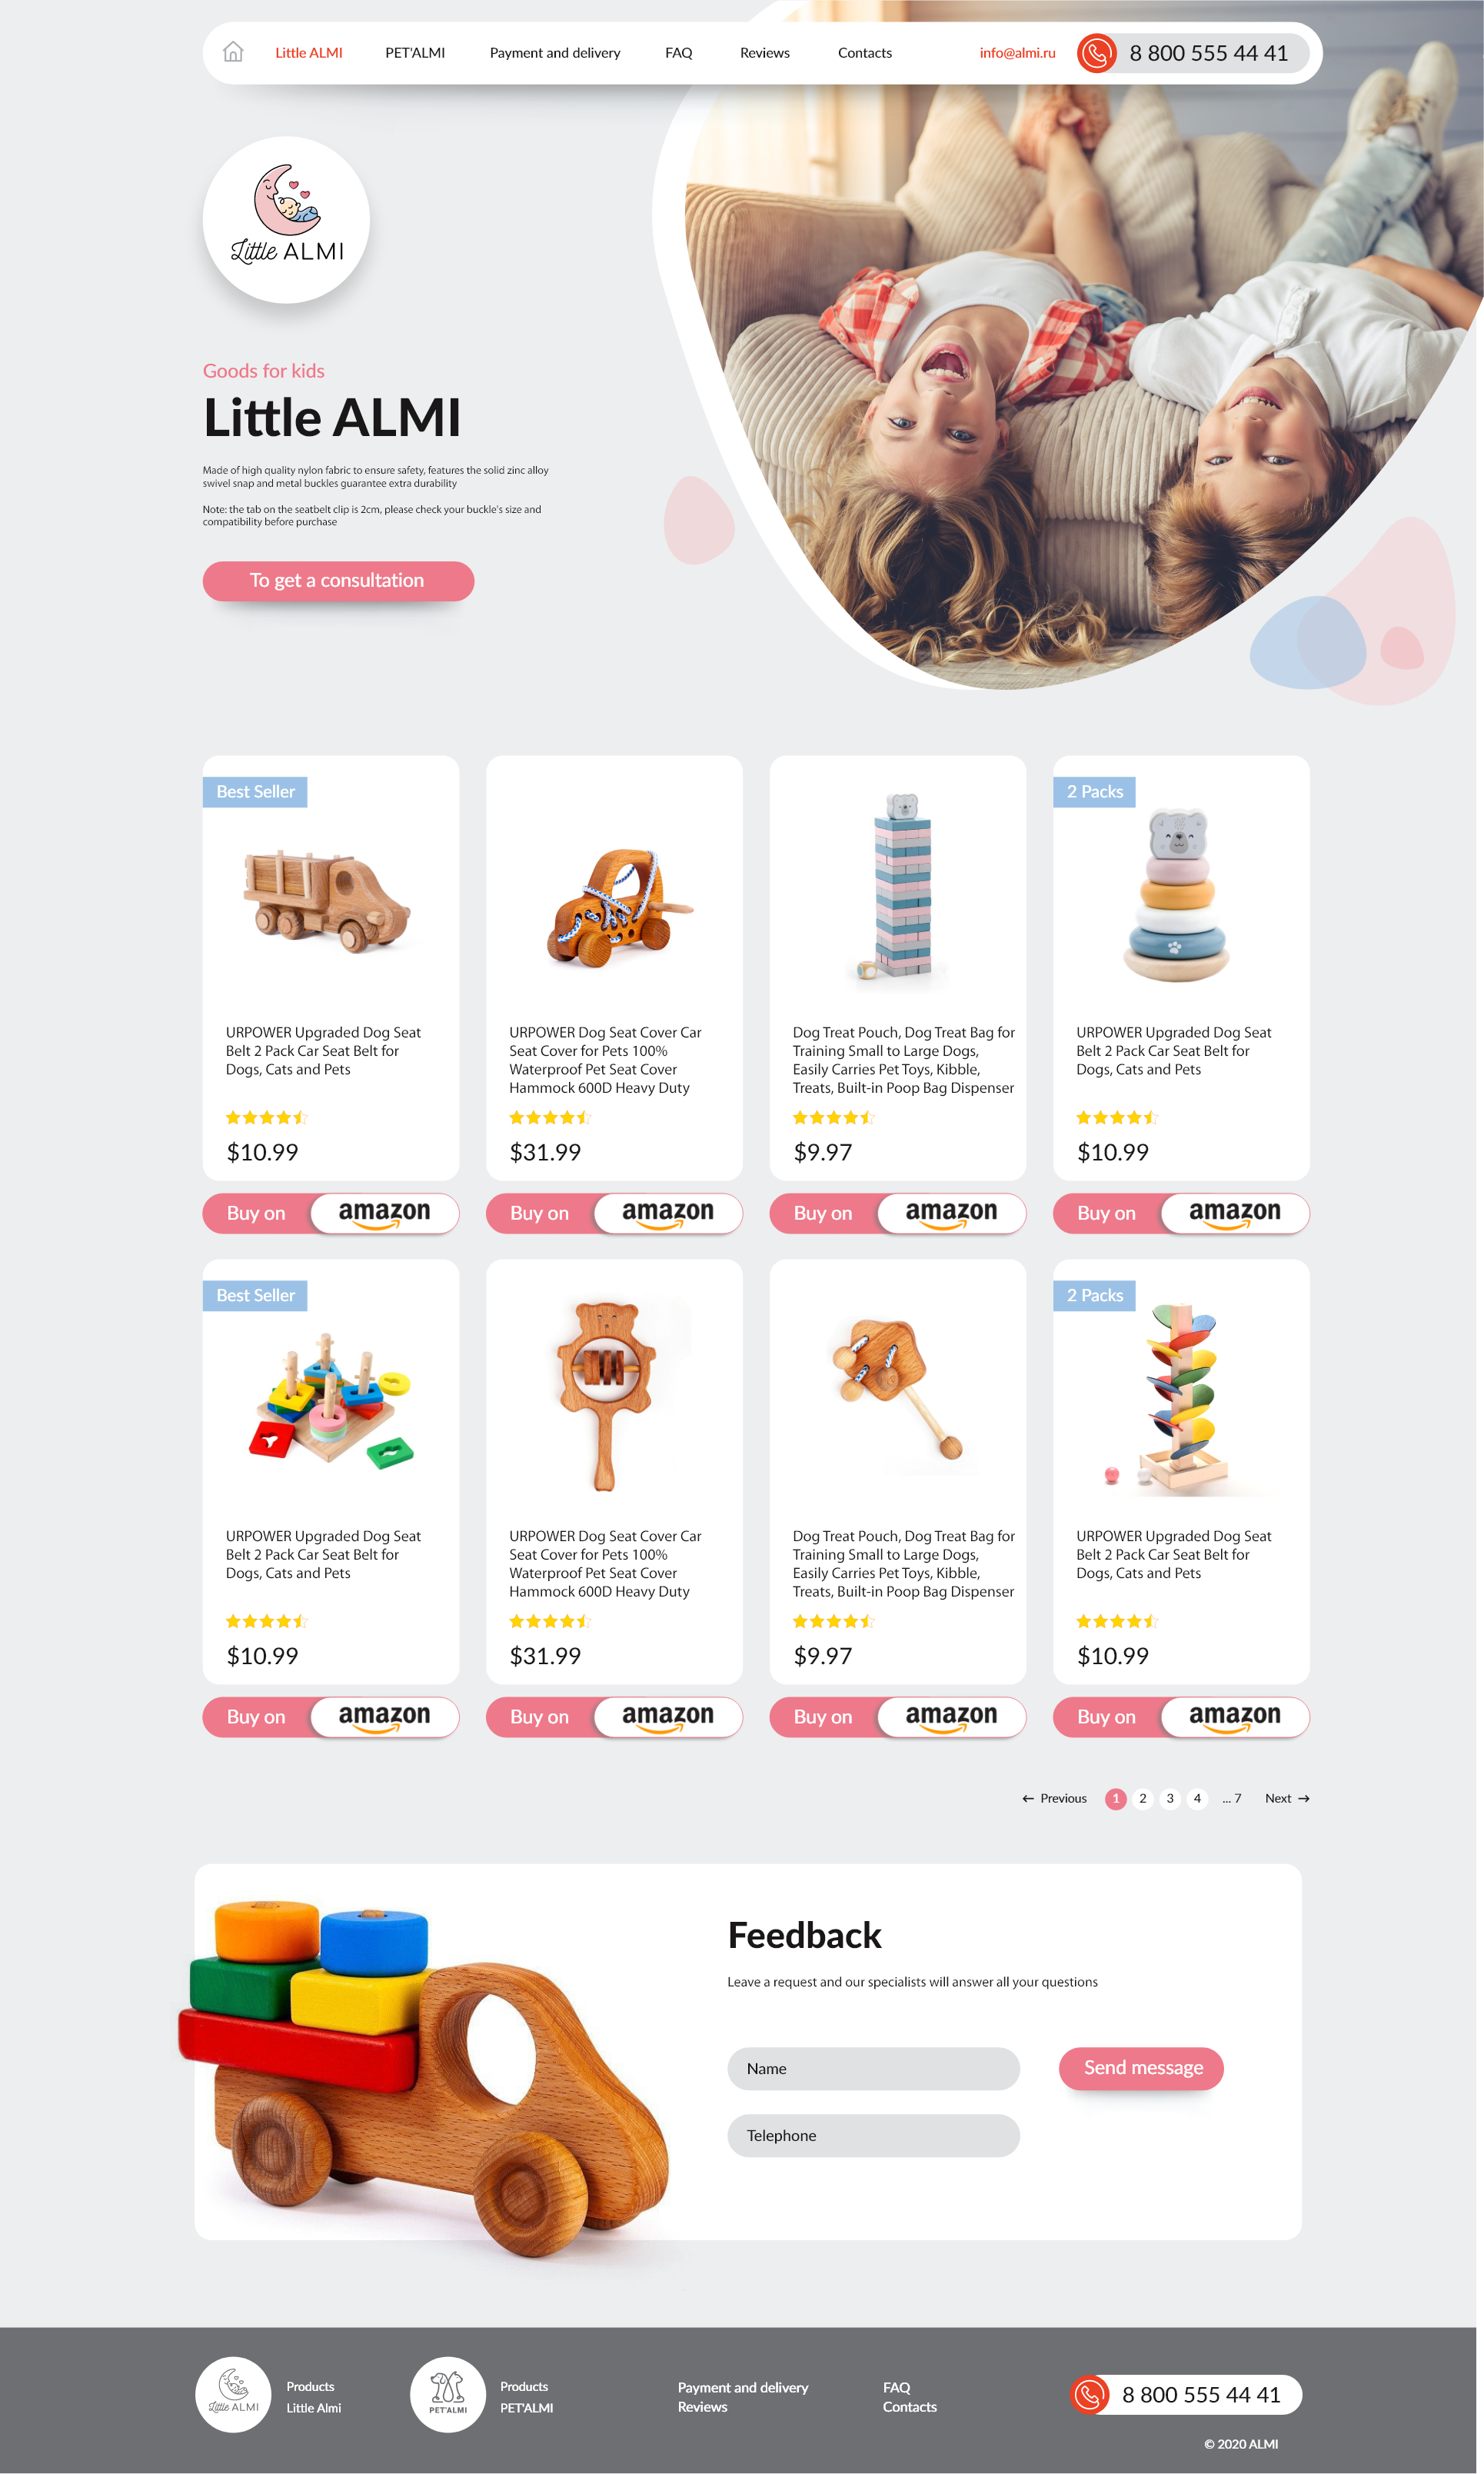 Little ALMI
PET'ALMI
Payment and delivery
FAQ
Reviews
Contacts
info@almi.ru
8 800 555 44 41
Little ALMI
Goods for kids
Little ALMI
Made of high quality nylon fabric to ensure safety, features the solid zinc alloy
swivel snap and metal buckles guarantee extra durability
Note: the tab on the seatbelt clip is 2cm, please check your buckle's size and
compatibility before purchase
To get a consultation
Best Seller
URPOWER Upgraded Dog Seat
Belt 2 Pack Car Seat Belt for
Dogs, Cats and Pets
$10.99
Buy on amazon
URPOWER Dog Seat Cover Car
Seat Cover for Pets 100%
Waterproof Pet Seat Cover
Hammock 600D Heavy Duty
$31.99
Buy on amazon
Dog Treat Pouch, Dog Treat Bag for
Training Small to Large Dogs,
Easily Carries Pet Toys, Kibble,
Treats, Built-in Poop Bag Dispenser
$9.97
Buy on amazon
2 Packs
URPOWER Upgraded Dog Seat
Belt 2 Pack Car Seat Belt for
Dogs, Cats and Pets
$10.99
Buy on amazon
Best Seller
URPOWER Upgraded Dog Seat
Belt 2 Pack Car Seat Belt for
Dogs, Cats and Pets
$10.99
Buy on amazon
URPOWER Dog Seat Cover Car
Seat Cover for Pets 100%
Waterproof Pet Seat Cover
Hammock 600D Heavy Duty
$31.99
Buy on amazon
Dog Treat Pouch, Dog Treat Bag for
Training Small to Large Dogs,
Easily Carries Pet Toys, Kibble,
Treats, Built-in Poop Bag Dispenser
$9.97
Buy on amazon
2 Packs
URPOWER Upgraded Dog Seat
Belt 2 Pack Car Seat Belt for
Dogs, Cats and Pets
$10.99
Buy on amazon
← Previous 1 2 3 4 ... 7 Next →
Feedback
Leave a request and our specialists will answer all your questions
Name
Send message
Telephone
Little ALMI
Products
Little Almi
PET'ALMI
Products
PET'ALMI
Payment and delivery
Reviews
FAQ
Contacts
8 800 555 44 41
© 2020 ALMI